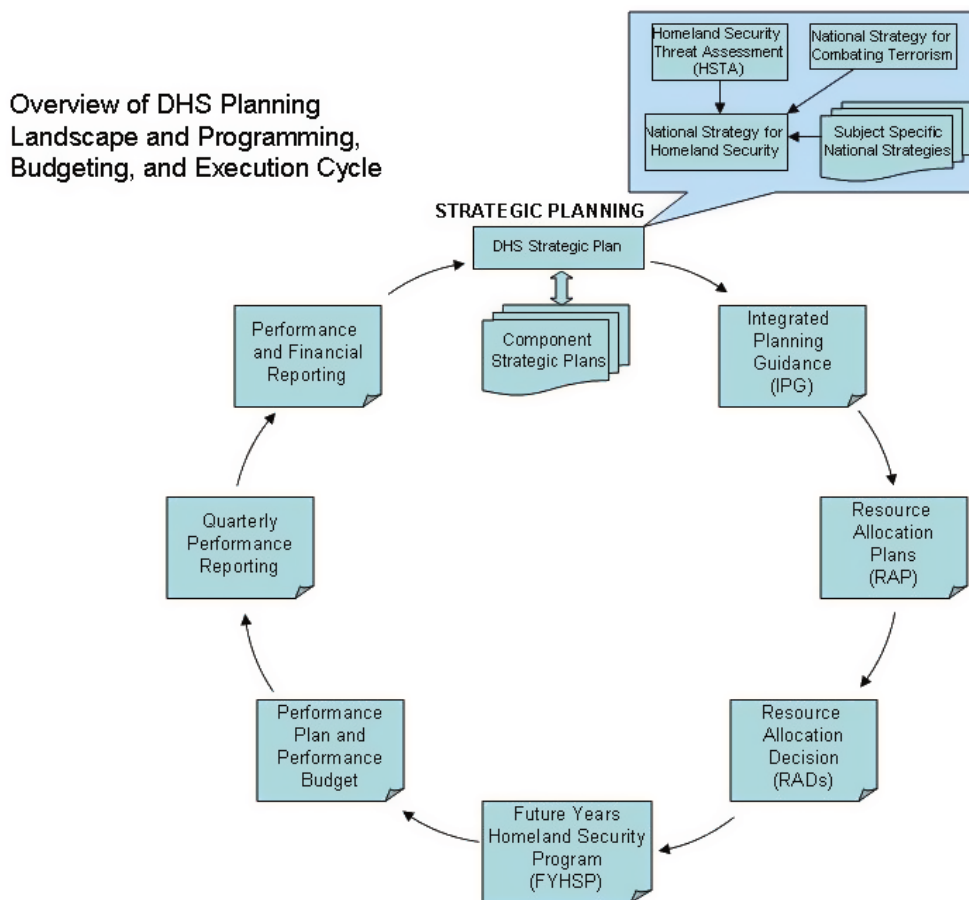 Overview of DHS Planning
Landscape and Programming,
Budgeting, and Execution Cycle
Homeland Security
Threat Assessment
(HSTA)
National Strategy for
Combating Terrorism
National Strategy for
Homeland Security
Subject Specific
National Strategies
STRATEGIC PLANNING
DHS Strategic Plan
Component
Strategic Plans
Integrated
Planning
Guidance
(IPG)
Resource
Allocation
Plans
(RAP)
Resource
Allocation
Decision
(RADs)
Future Years
Homeland Security
Program
(FYHSP)
Performance
Plan and
Performance
Budget
Quarterly
Performance
Reporting
Performance
and Financial
Reporting